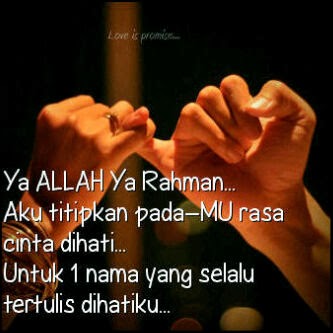 Love is promise....
Ya ALLAH Ya Rahman...
Aku titipkan pada-MU rasa
cinta dihati...
Untuk 1 nama yang selalu
tertulis dihatiku...